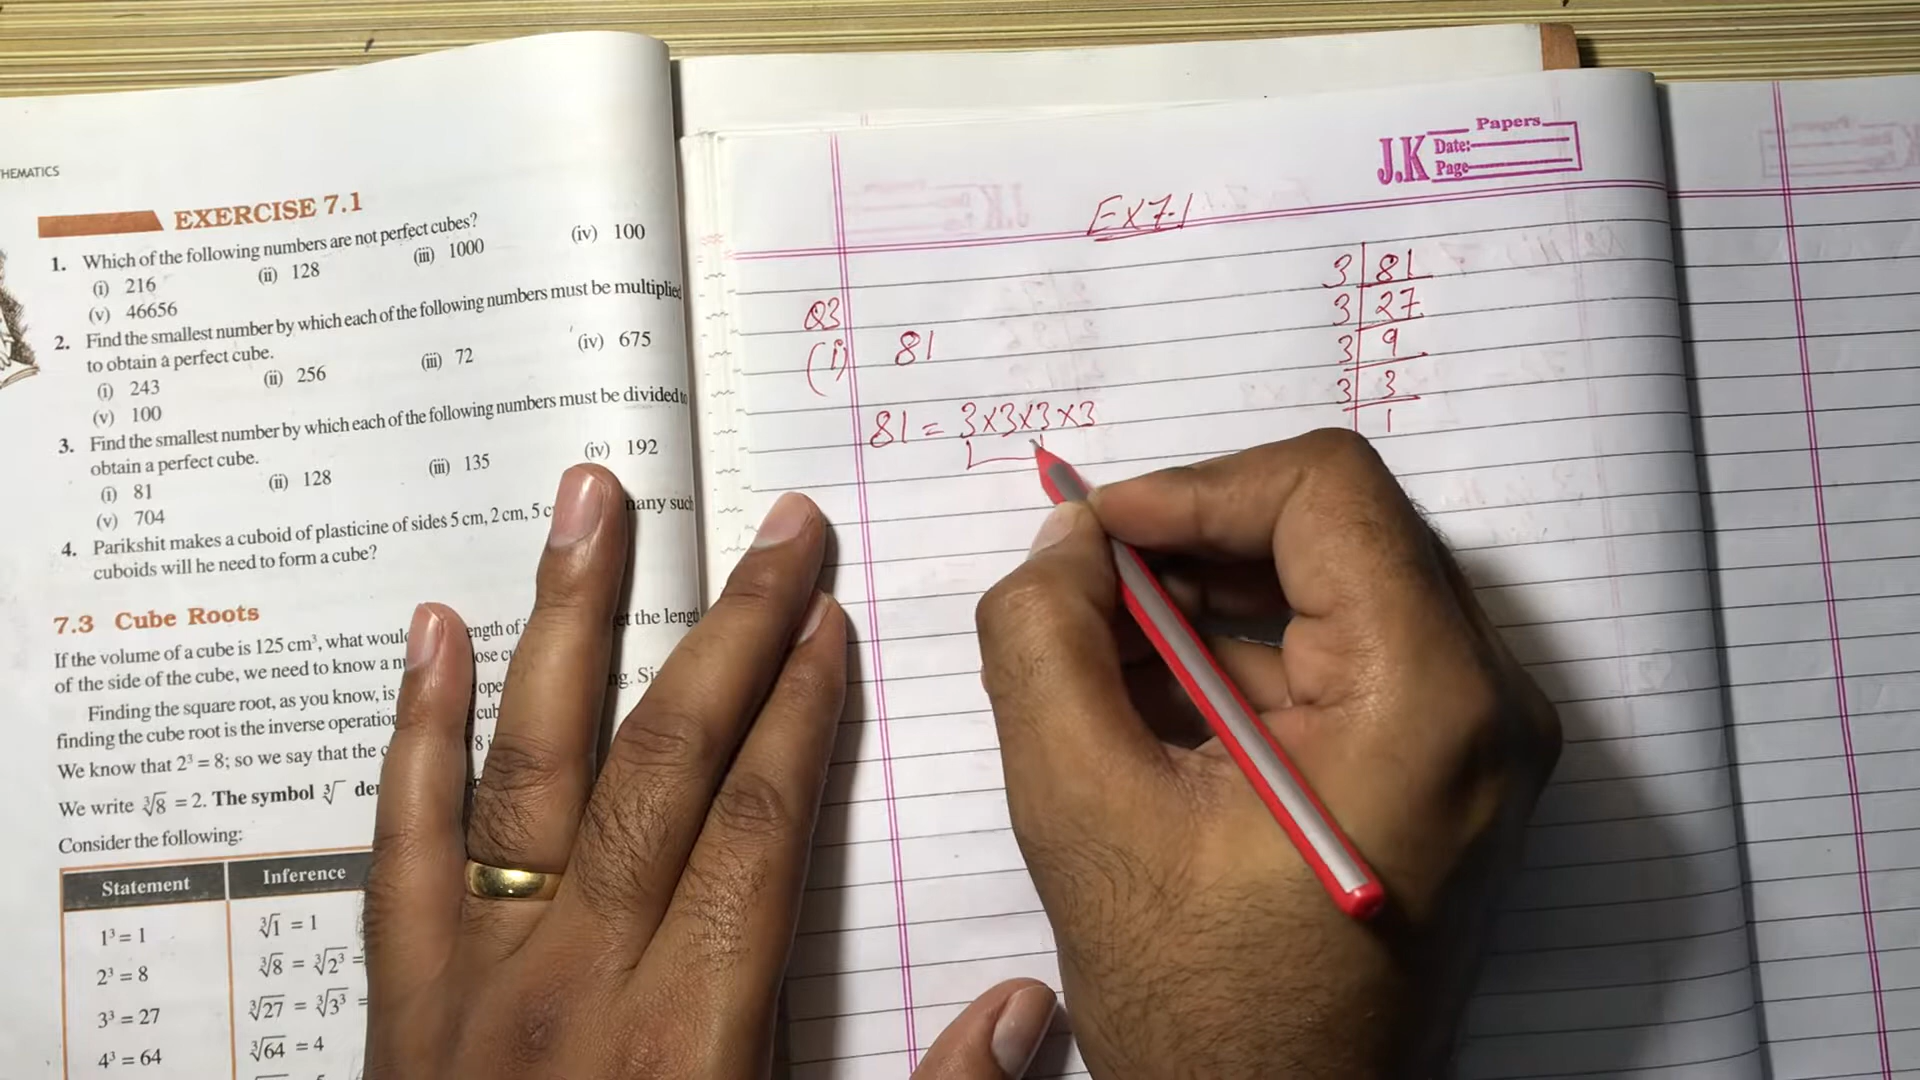 HEMATICS
EXERCISE 7.1
1. Which of the following numbers are not perfect cubes?
(i) 216 (ii) 128 (iii) 1000 (iv) 100
(v) 46656
2. Find the smallest number by which each of the following numbers must be multiplied
to obtain a perfect cube.
(i) 243 (ii) 256 (iii) 72 (iv) 675
(v) 100
3. Find the smallest number by which each of the following numbers must be divided to
obtain a perfect cube.
(i) 81 (ii) 128 (iii) 135 (iv) 192
(v) 704
4. Parikshit makes a cuboid of plasticine of sides 5 cm, 2 cm, 5 many such
cuboids will he need to form a cube?
7.3 Cube Roots
If the volume of a cube is 125 cm³, what would length of the length
of the side of the cube, we need to know a
Finding the square root, as you know, is
finding the cube root is the inverse operation
We know that 2³ = 8; so we say that the 8
We write ∛8 = 2. The symbol ∛
Consider the following:
Statement Inference
1³ = 1 ∛1 = 1
2³ = 8 ∛8 = ∛2³ =
3³ = 27 ∛27 = ∛3³ =
4³ = 64 ∛64 = 4
J.K Papers
Date:
Page
EX 7.1
Q3
(i) 81
81 = 3×3×3×3
3 | 81
3 | 27
3 | 9
3 | 3
| 1